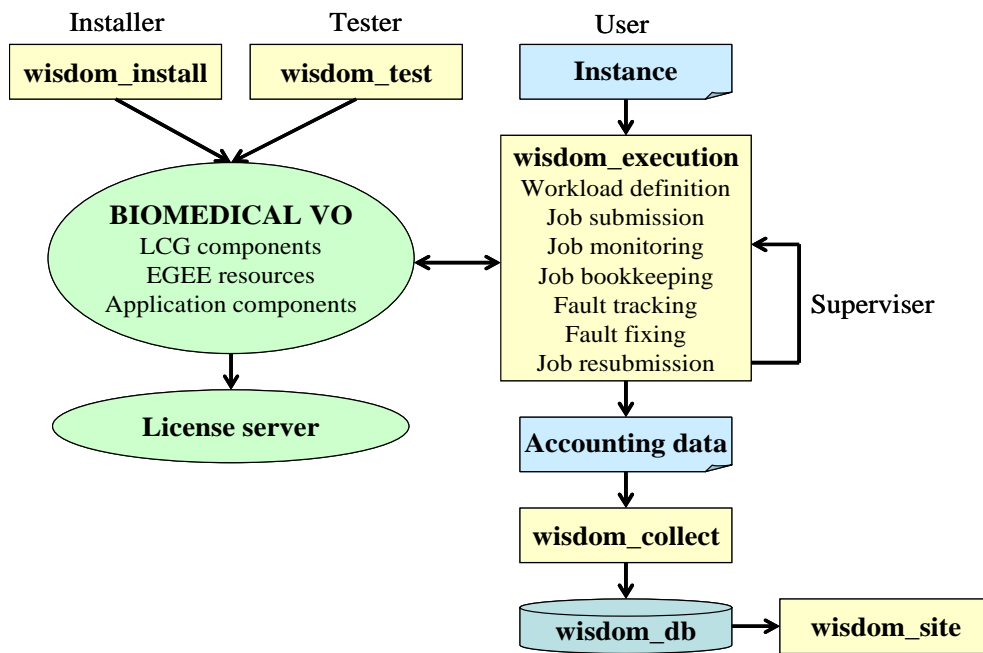 Installer
Tester
User
wisdom_install
wisdom_test
Instance
wisdom_execution
Workload definition
Job submission
Job monitoring
Job bookkeeping
Fault tracking
Fault fixing
Job resubmission
BIOMEDICAL VO
LCG components
EGEE resources
Application components
Superviser
License server
Accounting data
wisdom_collect
wisdom_db
wisdom_site